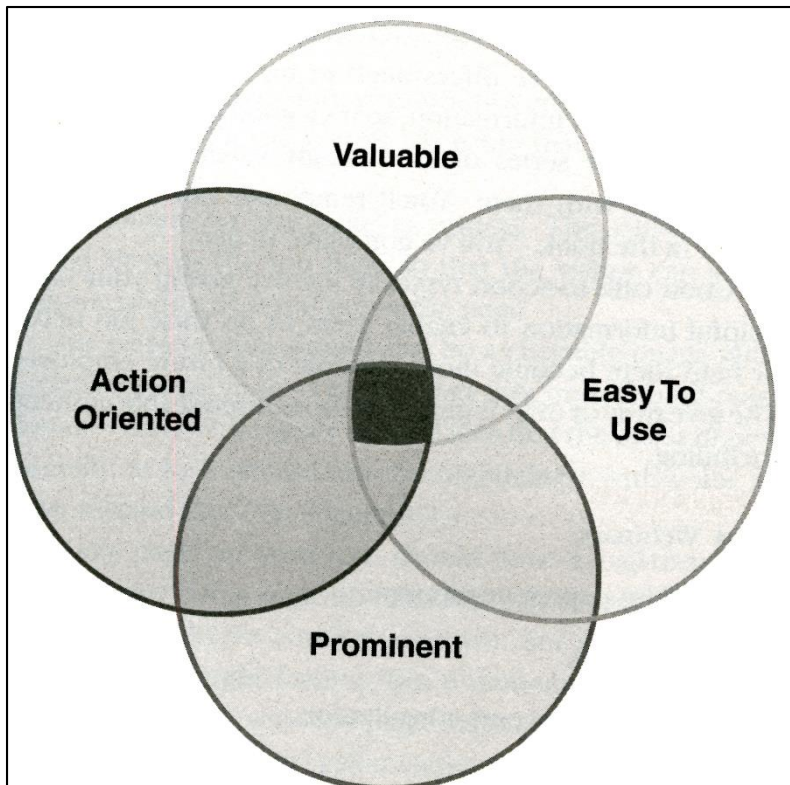 Valuable
Action
Oriented
Easy To
Use
Prominent